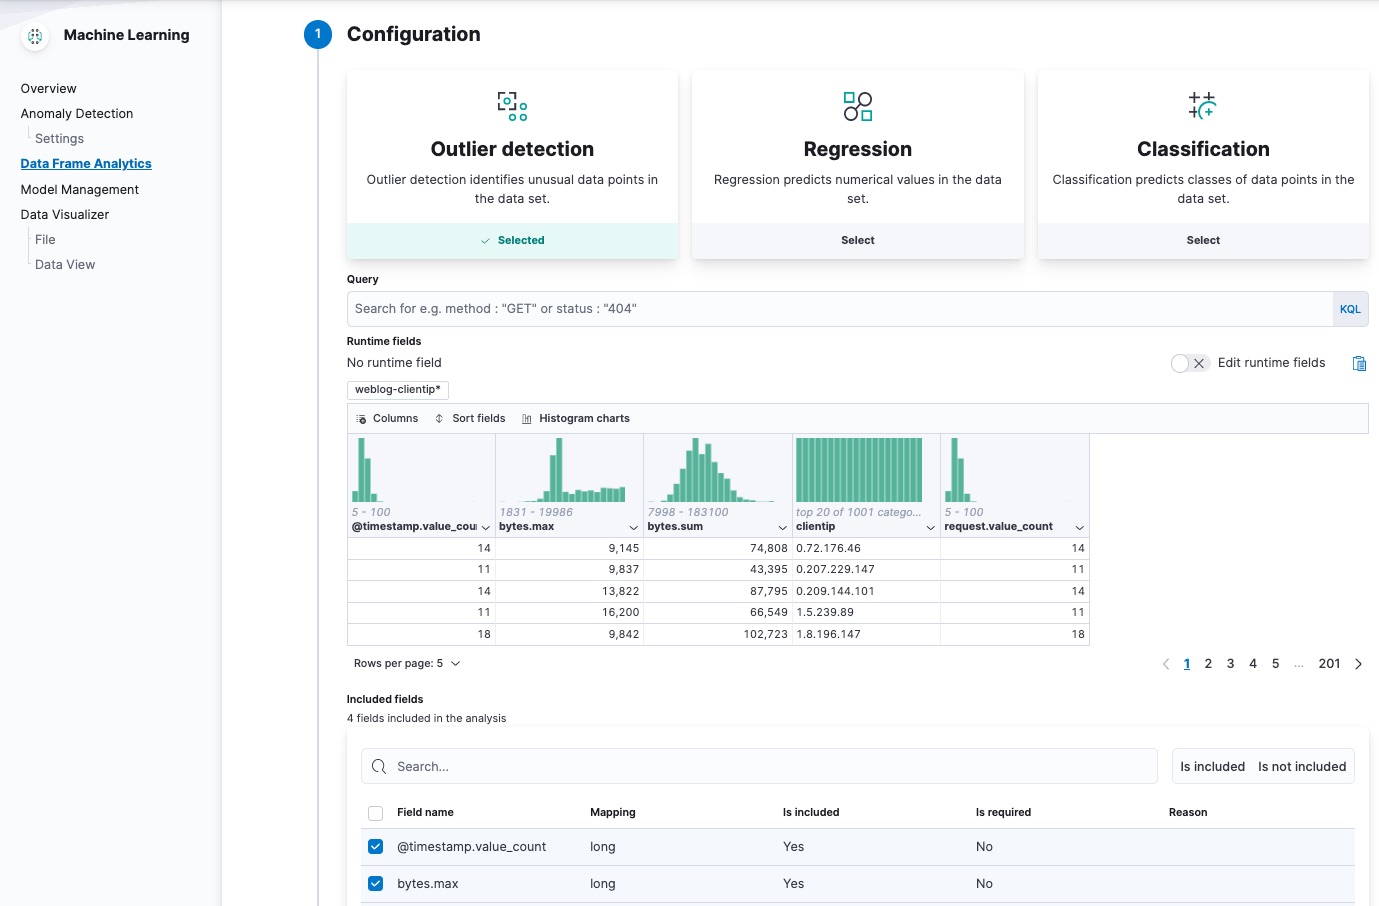 Machine Learning
Overview
Anomaly Detection
Settings
Data Frame Analytics
Model Management
Data Visualizer
File
Data View
1 Configuration
Outlier detection
Outlier detection identifies unusual data points in
the data set.
Selected
Regression
Regression predicts numerical values in the data
set.
Select
Classification
Classification predicts classes of data points in the
data set.
Select
Query
Search for e.g. method : "GET" or status : "404" KQL
Runtime fields
No runtime field Edit runtime fields
weblog-clientip*
Columns Sort fields Histogram charts
5 - 100 1831 - 19986 7998 - 183100 top 20 of 1001 catego... 5 - 100
@timestamp.value_cou bytes.max bytes.sum clientip request.value_count
14 9,145 74,808 0.72.176.46 14
11 9,837 43,395 0.207.229.147 11
14 13,822 87,795 0.209.144.101 14
11 16,200 66,549 1.5.239.89 11
18 9,842 102,723 1.8.196.147 18
Rows per page: 5 1 2 3 4 5 ... 201
Included fields
4 fields included in the analysis
Search... Is included Is not included
Field name Mapping Is included Is required Reason
@timestamp.value_count long Yes No
bytes.max long Yes No